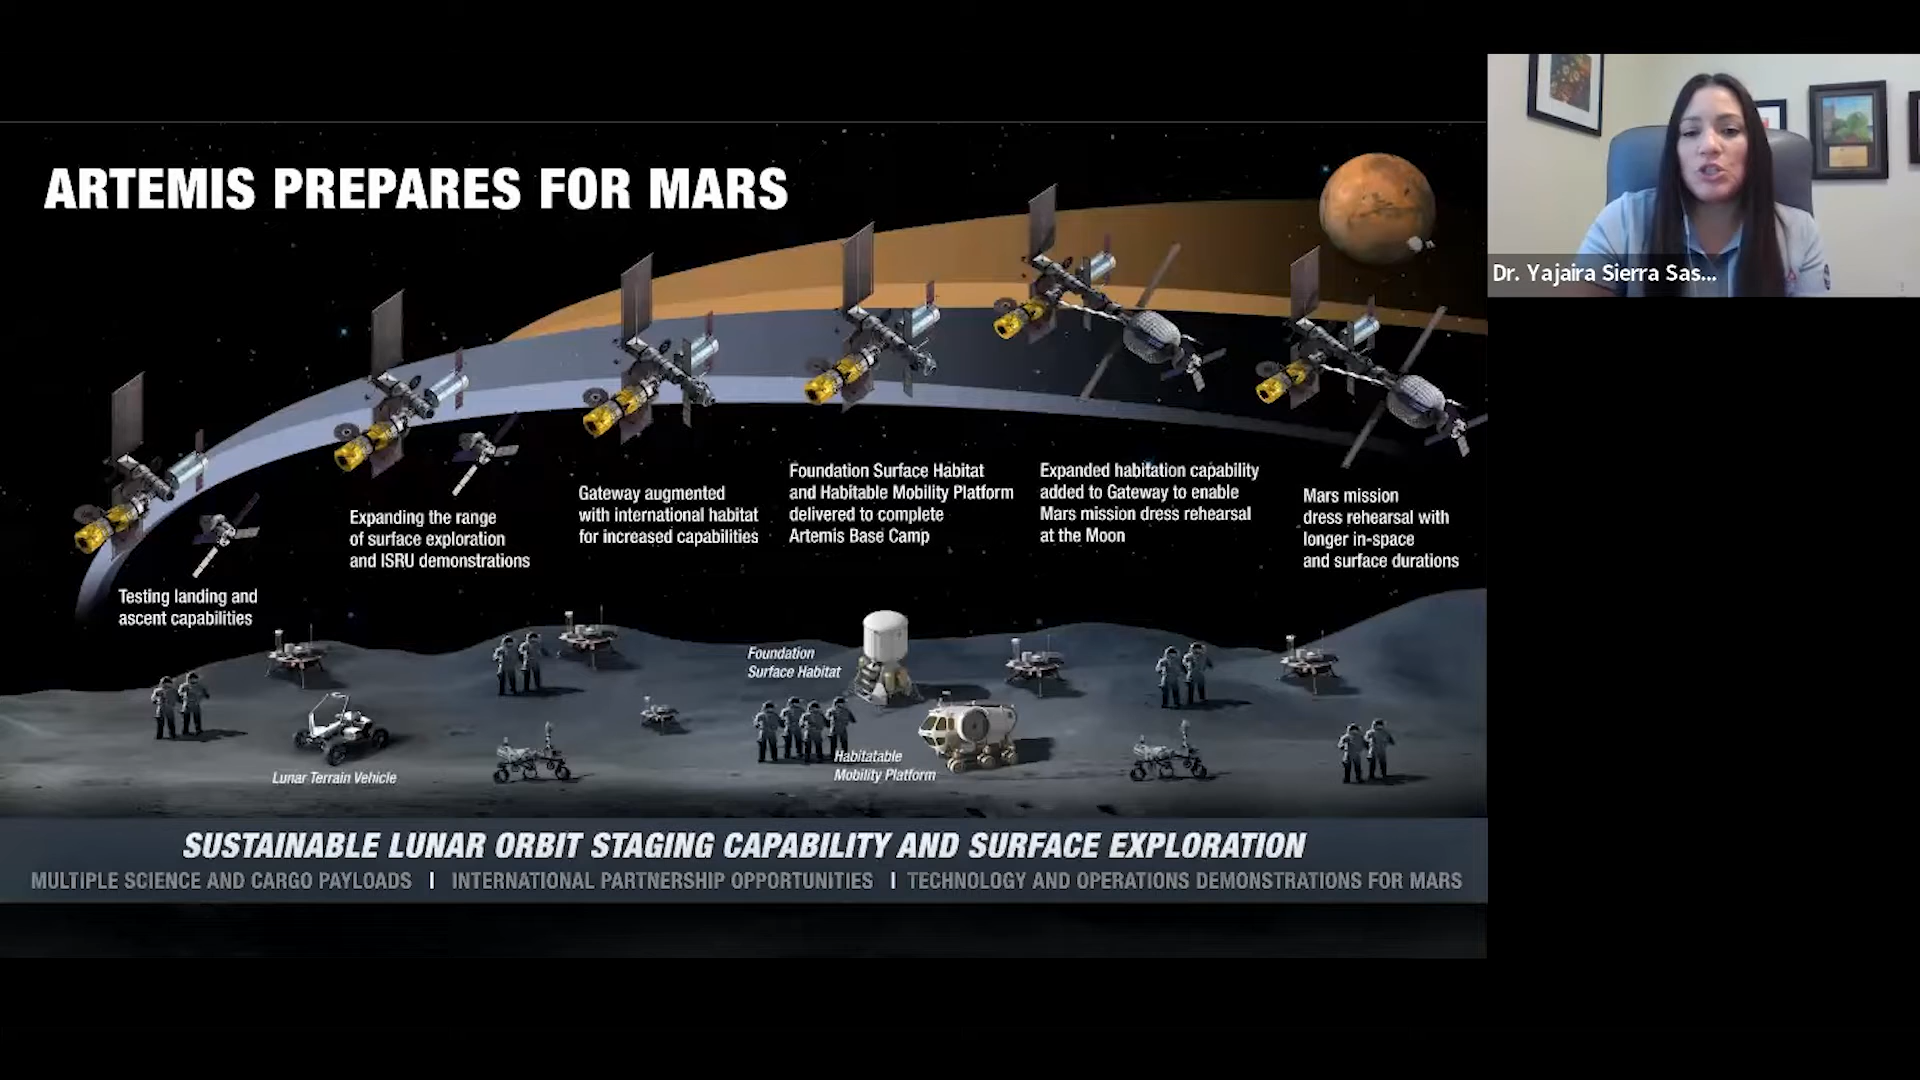 ARTEMIS PREPARES FOR MARS
Dr. Yajaira Sierra Sas...
Testing landing and
ascent capabilities
Expanding the range
of surface exploration
and ISRU demonstrations
Gateway augmented
with international habitat
for increased capabilities
Foundation Surface Habitat
and Habitable Mobility Platform
delivered to complete
Artemis Base Camp
Expanded habitation capability
added to Gateway to enable
Mars mission dress rehearsal
at the Moon
Mars mission
dress rehearsal with
longer in-space
and surface durations
Foundation
Surface Habitat
Lunar Terrain Vehicle
Habitatable
Mobility Platform
SUSTAINABLE LUNAR ORBIT STAGING CAPABILITY AND SURFACE EXPLORATION
MULTIPLE SCIENCE AND CARGO PAYLOADS | INTERNATIONAL PARTNERSHIP OPPORTUNITIES | TECHNOLOGY AND OPERATIONS DEMONSTRATIONS FOR MARS